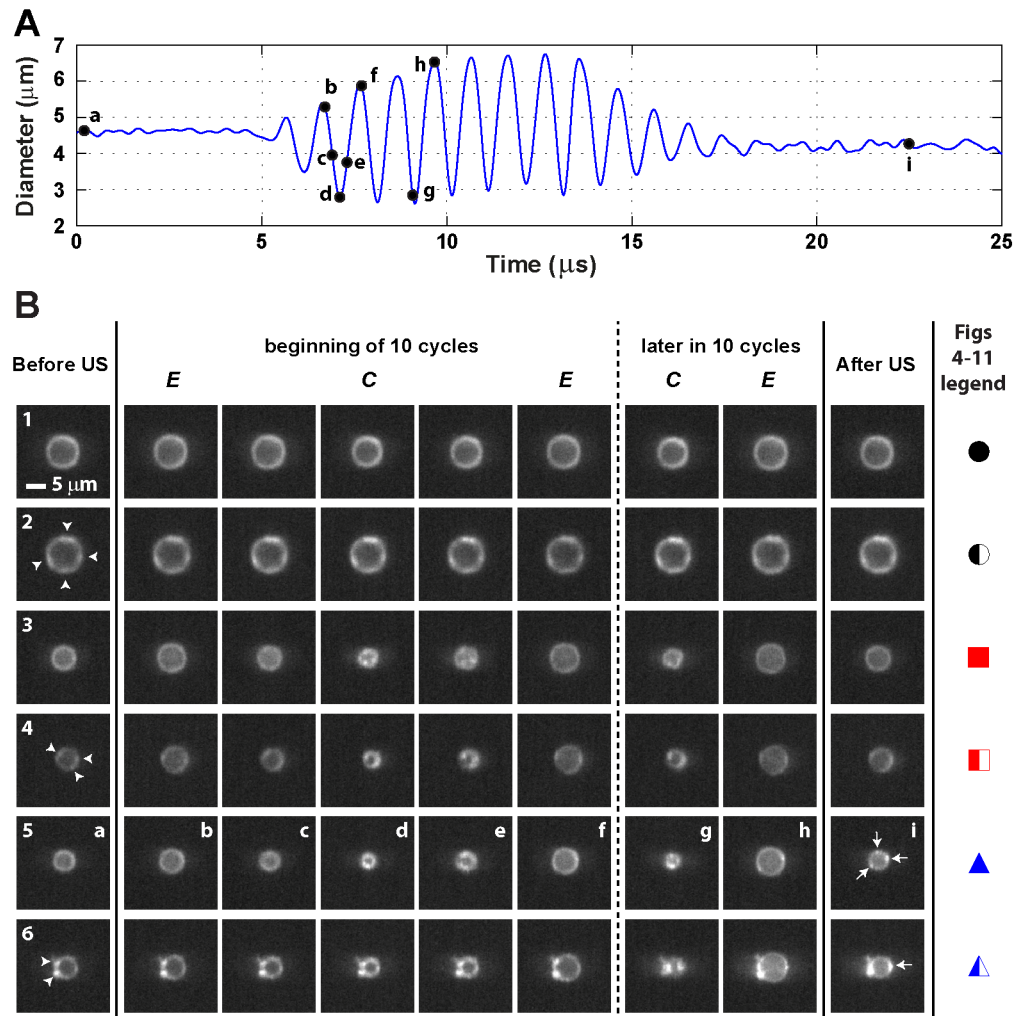 A
Diameter (μm)
7
6
5
4
3
2
a
b
c
d
e
f
g
h
i
0
5
10
15
20
25
Time (μs)
B
Before US
beginning of 10 cycles
later in 10 cycles
After US
Figs
4-11
legend
E
C
E
C
E
1
5 μm
2
3
4
5 a b c d e f g h i
6